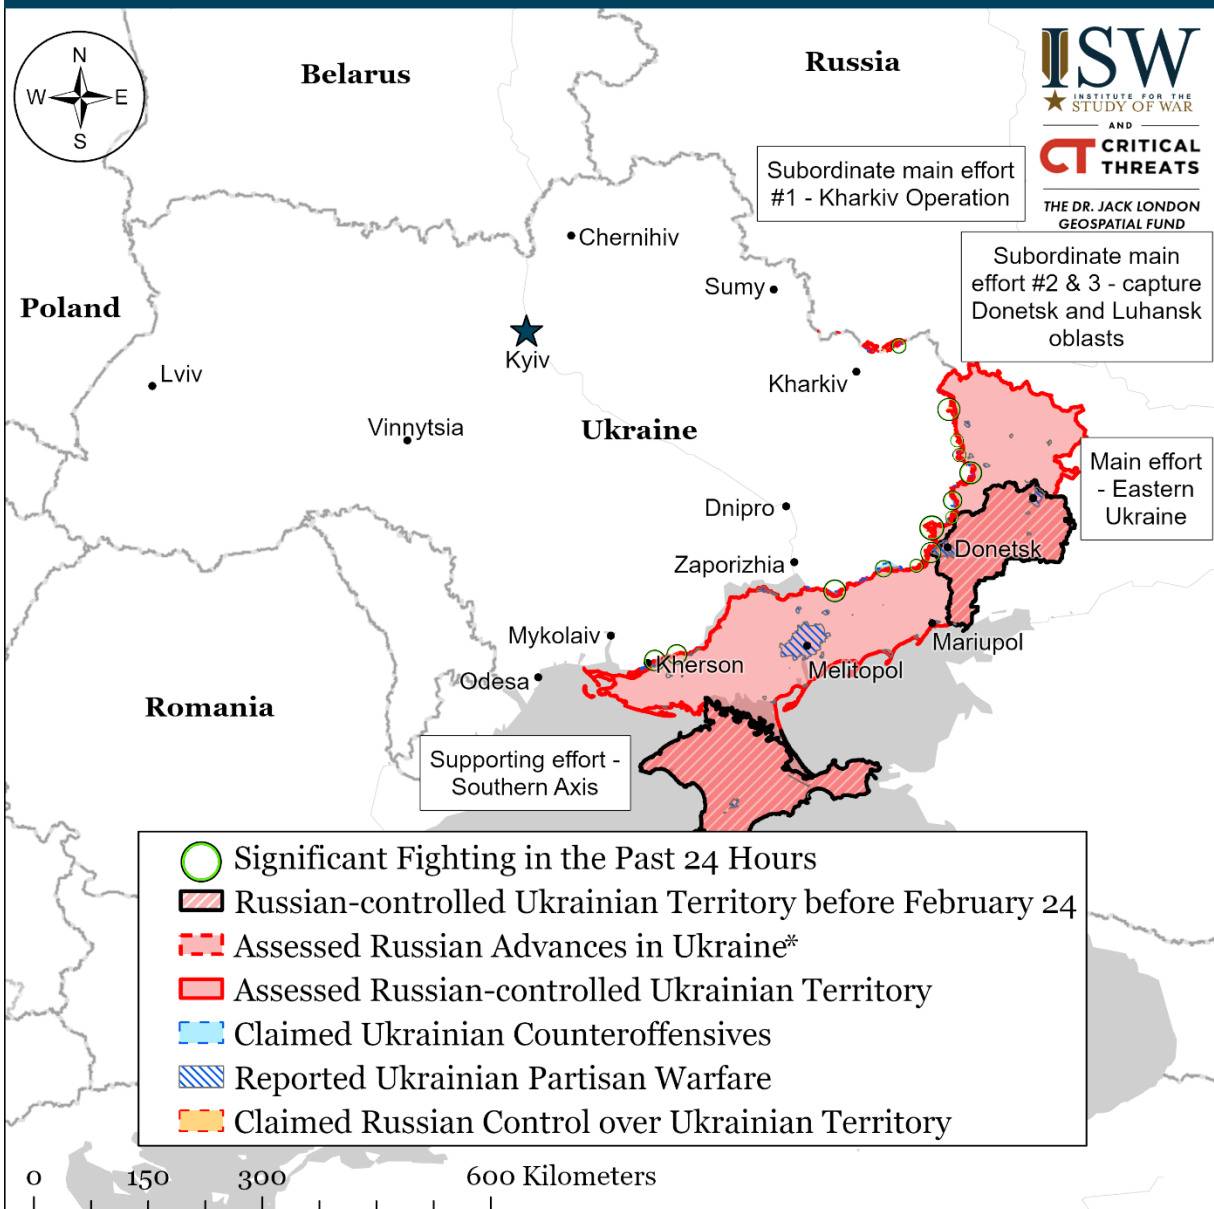 N
W E
S
Belarus
Russia
ISW
INSTITUTE FOR THE
STUDY OF WAR
AND
CT CRITICAL
THREATS
THE DR. JACK LONDON
GEOSPATIAL FUND
Subordinate main effort
#1 - Kharkiv Operation
Subordinate main
effort #2 & 3 - capture
Donetsk and Luhansk
oblasts
Chernihiv
Sumy
Poland
Kyiv
Lviv
Kharkiv
Vinnytsia
Ukraine
Main effort
- Eastern
Ukraine
Dnipro
Donetsk
Zaporizhia
Mykolaiv
Mariupol
Kherson
Melitopol
Odesa
Romania
Supporting effort -
Southern Axis
Significant Fighting in the Past 24 Hours
Russian-controlled Ukrainian Territory before February 24
Assessed Russian Advances in Ukraine*
Assessed Russian-controlled Ukrainian Territory
Claimed Ukrainian Counteroffensives
Reported Ukrainian Partisan Warfare
Claimed Russian Control over Ukrainian Territory
0 150 300 600 Kilometers